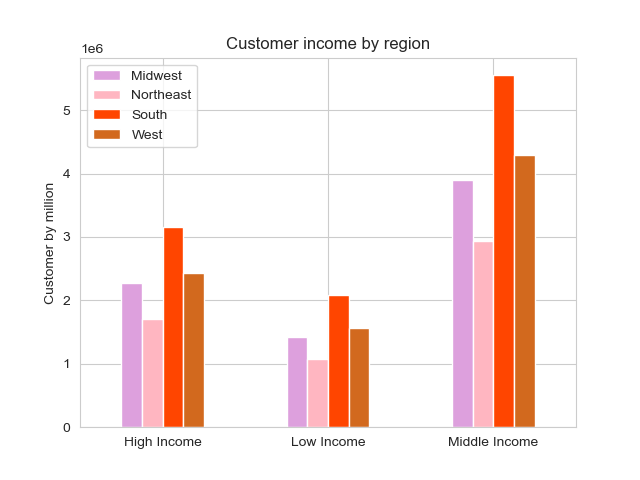 Customer income by region
1e6
Midwest
Northeast
South
West
Customer by million
5
4
3
2
1
0
High Income
Low Income
Middle Income